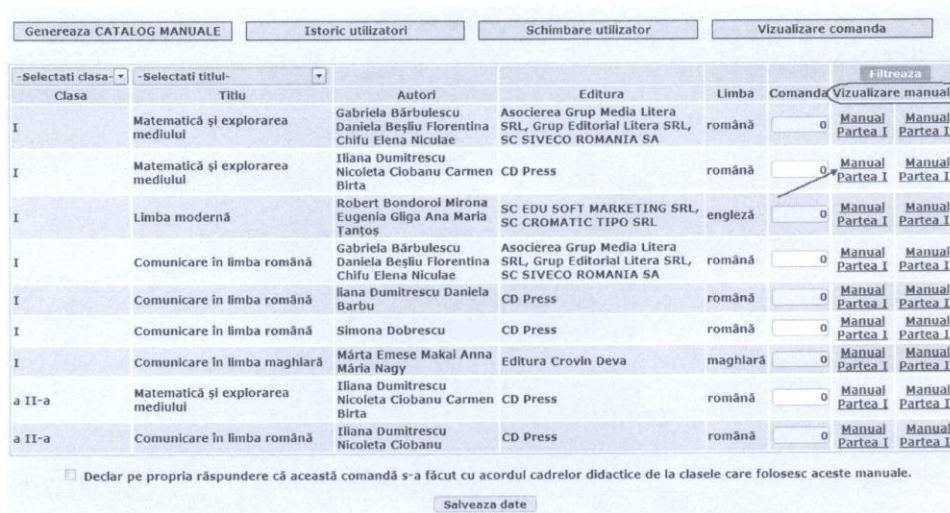 Genereaza CATALOG MANUALE Istoric utilizatori Schimbare utilizator Vizualizare comanda
-Selectati clasa- -Selectati titlul- Filtreaza
Clasa Titlu Autori Editura Limba Comanda Vizualizare manual
I Matematică și explorarea mediului Gabriela Bărbulescu Daniela Beșliu Florentina Chifu Elena Niculae Asocierea Grup Media Litera SRL, Grup Editorial Litera SRL, SC SIVECO ROMANIA SA română 0 Manual Partea I Manual Partea I
I Matematică și explorarea mediului Iliana Dumitrescu Nicoleta Ciobanu Carmen Birta CD Press română 0 Manual Partea I Manual Partea I
I Limba modernă Robert Bondoroi Mirona Eugenia Gliga Ana Maria Țanțoș SC EDU SOFT MARKETING SRL, SC CROMATIC TIPO SRL engleză 0 Manual Partea I Manual Partea I
I Comunicare în limba română Gabriela Bărbulescu Daniela Beșliu Florentina Chifu Elena Niculae Asocierea Grup Media Litera SRL, Grup Editorial Litera SRL, SC SIVECO ROMANIA SA română 0 Manual Partea I Manual Partea I
I Comunicare în limba română liana Dumitrescu Daniela Barbu CD Press română 0 Manual Partea I Manual Partea I
I Comunicare în limba română Simona Dobrescu CD Press română 0 Manual Partea I Manual Partea I
I Comunicare în limba maghiară Márta Emese Makai Anna Mária Nagy Editura Crovin Deva maghiară 0 Manual Partea I Manual Partea I
a II-a Matematică și explorarea mediului Iliana Dumitrescu Nicoleta Ciobanu Carmen Birta CD Press română 0 Manual Partea I Manual Partea I
a II-a Comunicare în limba română Iliana Dumitrescu Nicoleta Ciobanu CD Press română 0 Manual Partea I Manual Partea I
Declar pe propria răspundere că această comandă s-a făcut cu acordul cadrelor didactice de la clasele care folosesc aceste manuale.
Salveaza date